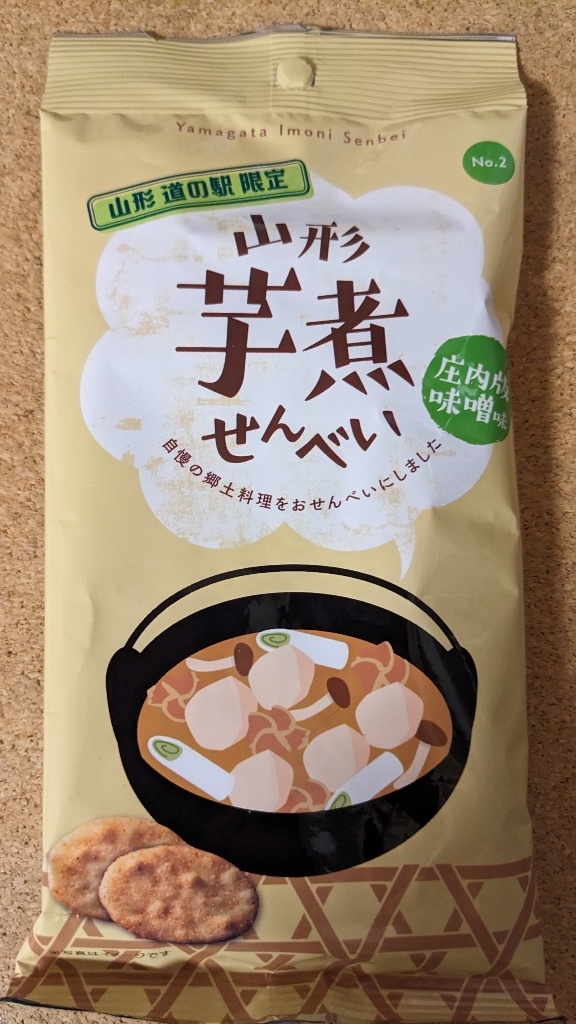 Yamagata Imoni Senbei
No.2
山形 道の駅 限定
山形
芋煮
せんべい
庄内版
味噌味
自慢の郷土料理をおせんべいにしました